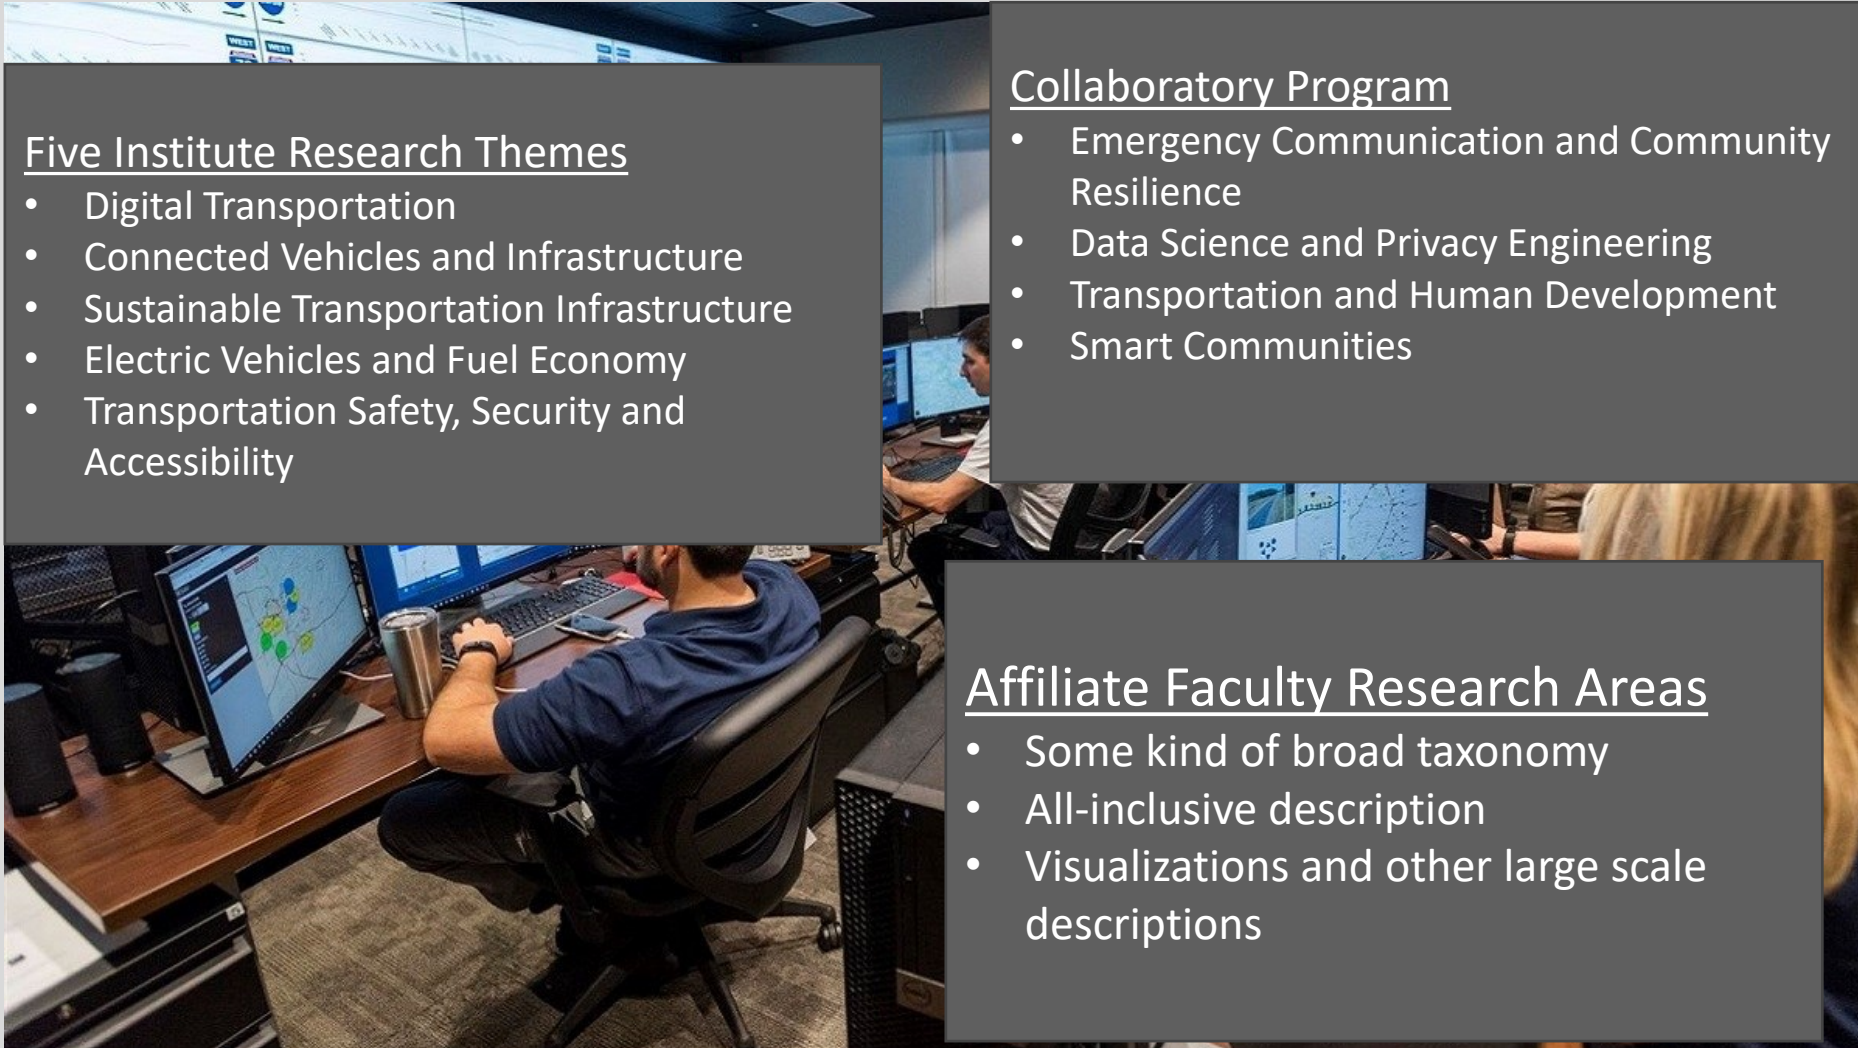 WEST WEST
Five Institute Research Themes
• Digital Transportation
• Connected Vehicles and Infrastructure
• Sustainable Transportation Infrastructure
• Electric Vehicles and Fuel Economy
• Transportation Safety, Security and
Accessibility
Collaboratory Program
• Emergency Communication and Community
Resilience
• Data Science and Privacy Engineering
• Transportation and Human Development
• Smart Communities
Affiliate Faculty Research Areas
• Some kind of broad taxonomy
• All-inclusive description
• Visualizations and other large scale
descriptions